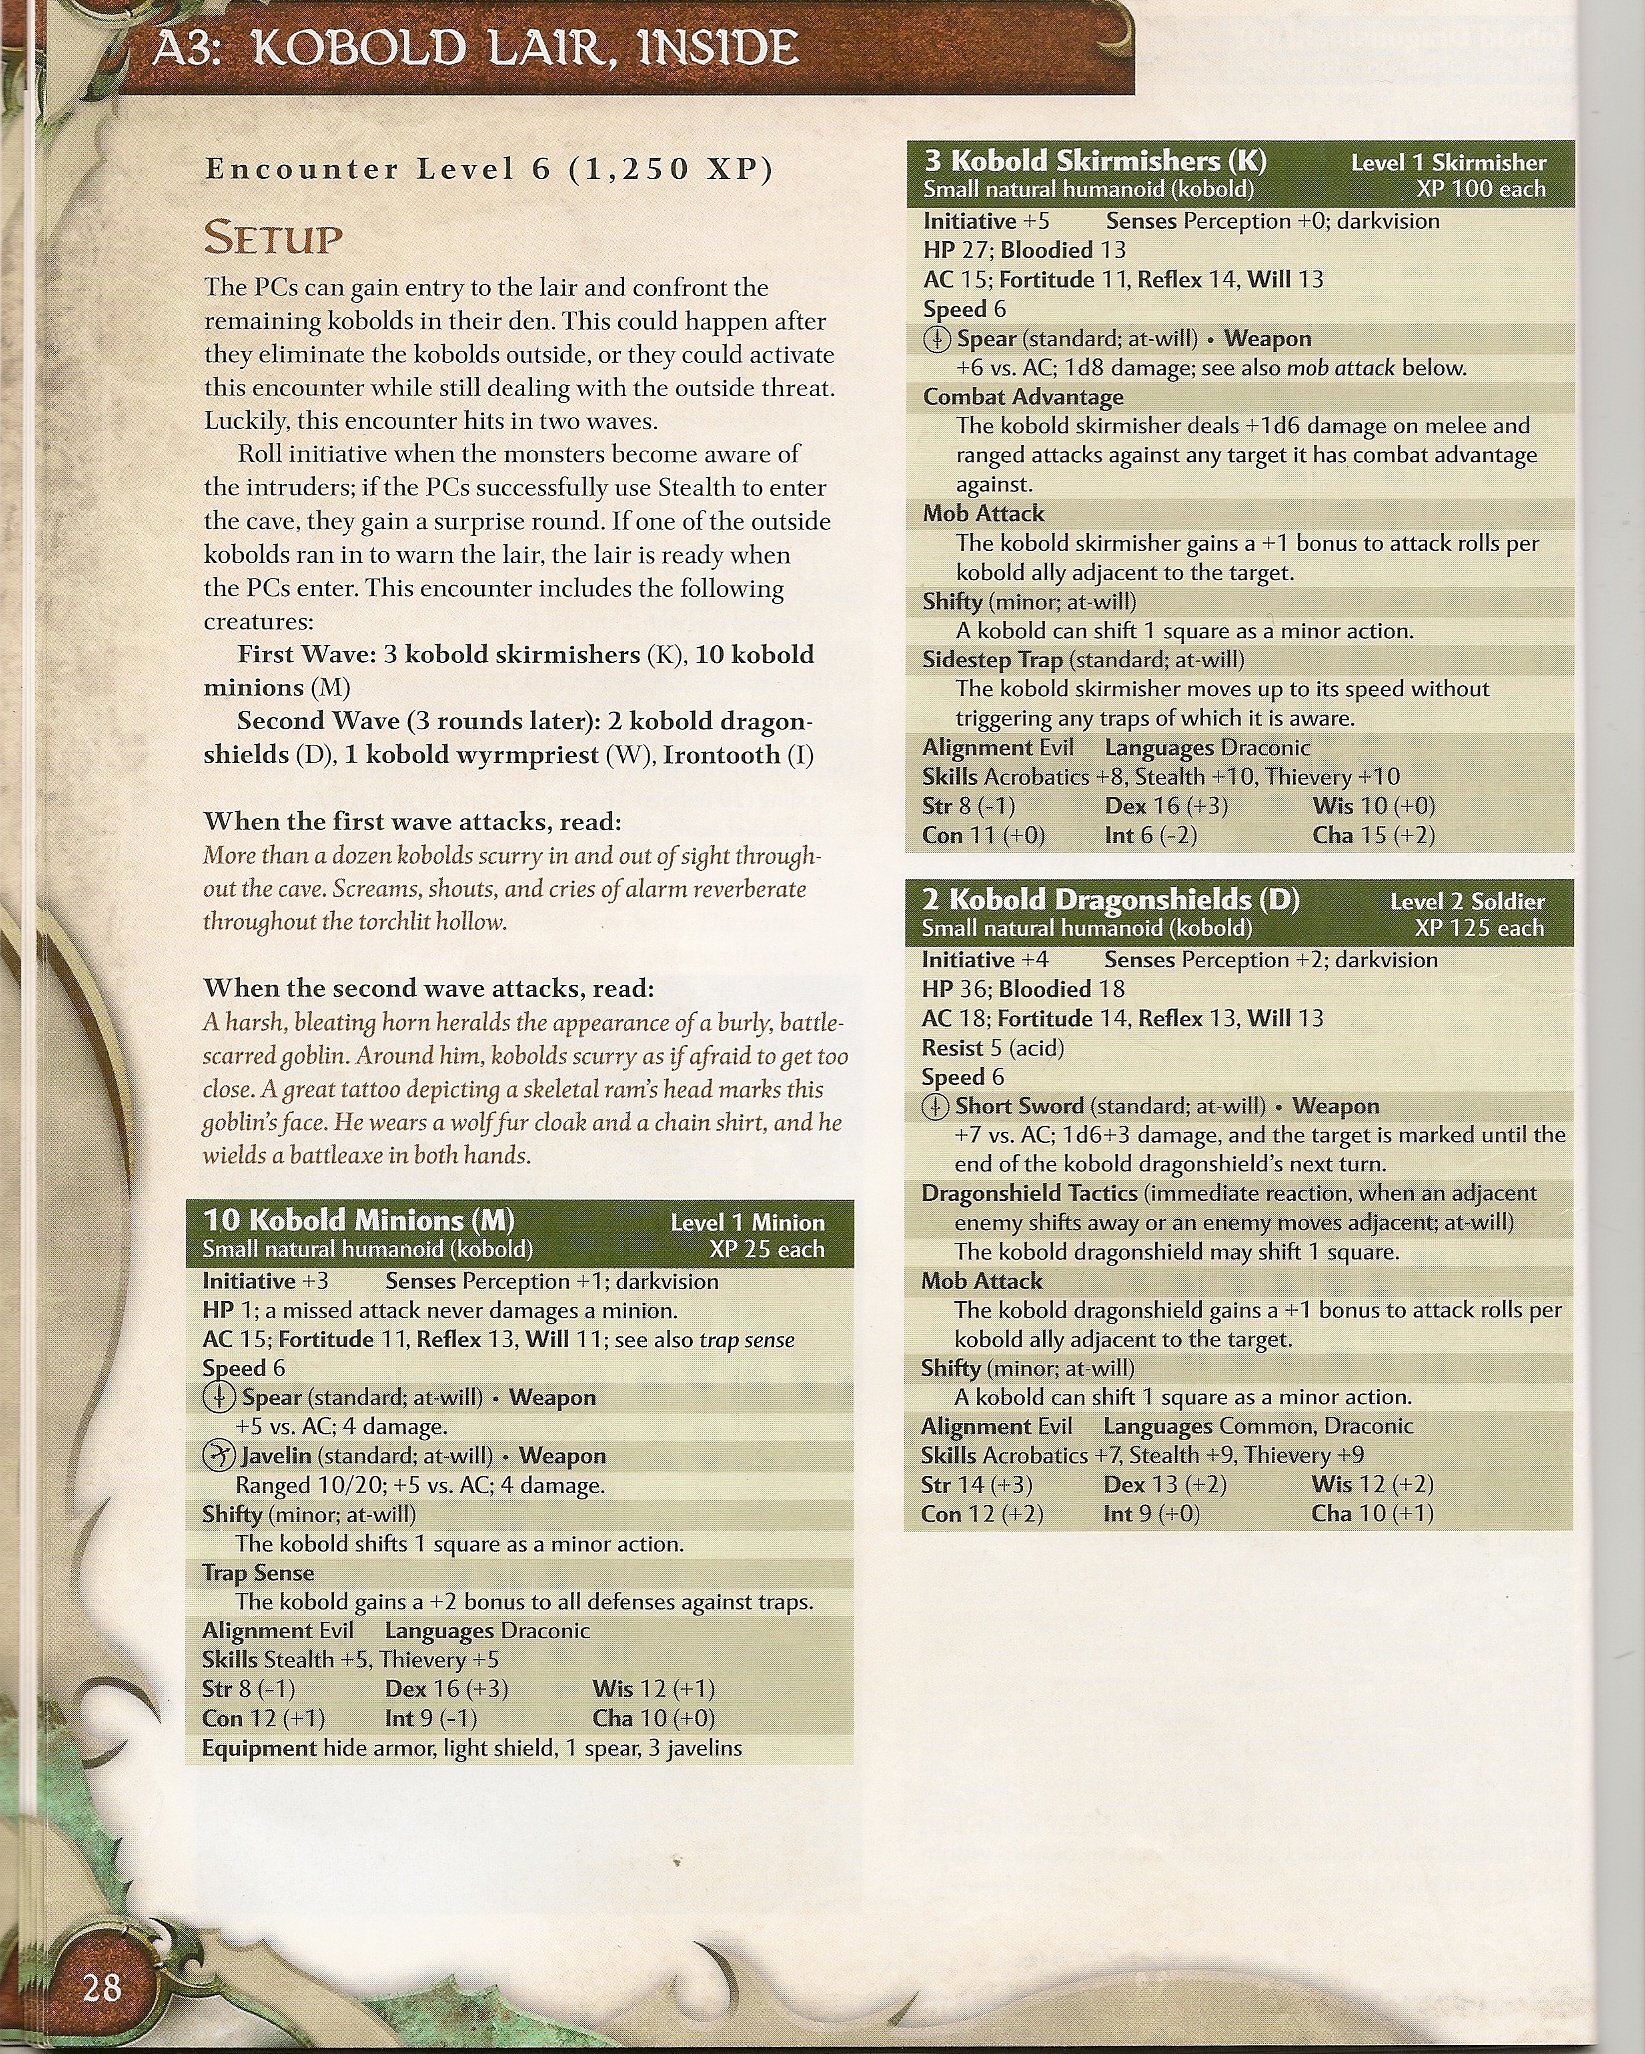 A3: KOBOLD LAIR, INSIDE
Encounter Level 6 (1,250 XP)
SETUP
The PCs can gain entry to the lair and confront the
remaining kobolds in their den. This could happen after
they eliminate the kobolds outside, or they could activate
this encounter while still dealing with the outside threat.
Luckily, this encounter hits in two waves.
Roll initiative when the monsters become aware of
the intruders; if the PCs successfully use Stealth to enter
the cave, they gain a surprise round. If one of the outside
kobolds ran in to warn the lair, the lair is ready when
the PCs enter. This encounter includes the following
creatures:
First Wave: 3 kobold skirmishers (K), 10 kobold
minions (M)
Second Wave (3 rounds later): 2 kobold dragon-
shields (D), 1 kobold wyrmpriest (W), Irontooth (I)
When the first wave attacks, read:
More than a dozen kobolds scurry in and out of sight through-
out the cave. Screams, shouts, and cries of alarm reverberate
throughout the torchlit hollow.
When the second wave attacks, read:
A harsh, bleating horn heralds the appearance of a burly, battle-
scarred goblin. Around him, kobolds scurry as if afraid to get too
close. A great tattoo depicting a skeletal ram's head marks this
goblin's face. He wears a wolf fur cloak and a chain shirt, and he
wields a battleaxe in both hands.
10 Kobold Minions (M) Level 1 Minion
Small natural humanoid (kobold) XP 25 each
Initiative +3 Senses Perception +1; darkvision
HP 1; a missed attack never damages a minion.
AC 15; Fortitude 11, Reflex 13, Will 11; see also trap sense
Speed 6
Spear (standard; at-will) • Weapon
+5 vs. AC; 4 damage.
Javelin (standard; at-will) • Weapon
Ranged 10/20; +5 vs. AC; 4 damage.
Shifty (minor; at-will)
The kobold shifts 1 square as a minor action.
Trap Sense
The kobold gains a +2 bonus to all defenses against traps.
Alignment Evil Languages Draconic
Skills Stealth +5, Thievery +5
Str 8 (-1) Dex 16 (+3) Wis 12 (+1)
Con 12 (+1) Int 9 (-1) Cha 10 (+0)
Equipment hide armor, light shield, 1 spear, 3 javelins
3 Kobold Skirmishers (K) Level 1 Skirmisher
Small natural humanoid (kobold) XP 100 each
Initiative +5 Senses Perception +0; darkvision
HP 27; Bloodied 13
AC 15; Fortitude 11, Reflex 14, Will 13
Speed 6
Spear (standard; at-will) • Weapon
+6 vs. AC; 1d8 damage; see also mob attack below.
Combat Advantage
The kobold skirmisher deals +1d6 damage on melee and
ranged attacks against any target it has combat advantage
against.
Mob Attack
The kobold skirmisher gains a +1 bonus to attack rolls per
kobold ally adjacent to the target.
Shifty (minor; at-will)
A kobold can shift 1 square as a minor action.
Sidestep Trap (standard; at-will)
The kobold skirmisher moves up to its speed without
triggering any traps of which it is aware.
Alignment Evil Languages Draconic
Skills Acrobatics +8, Stealth +10, Thievery +10
Str 8 (-1) Dex 16 (+3) Wis 10 (+0)
Con 11 (+0) Int 6 (-2) Cha 15 (+2)
2 Kobold Dragonshields (D) Level 2 Soldier
Small natural humanoid (kobold) XP 125 each
Initiative +4 Senses Perception +2; darkvision
HP 36; Bloodied 18
AC 18; Fortitude 14, Reflex 13, Will 13
Resist 5 (acid)
Speed 6
Short Sword (standard; at-will) • Weapon
+7 vs. AC; 1d6+3 damage, and the target is marked until the
end of the kobold dragonshield's next turn.
Dragonshield Tactics (immediate reaction, when an adjacent
enemy shifts away or an enemy moves adjacent; at-will)
The kobold dragonshield may shift 1 square.
Mob Attack
The kobold dragonshield gains a +1 bonus to attack rolls per
kobold ally adjacent to the target.
Shifty (minor; at-will)
A kobold can shift 1 square as a minor action.
Alignment Evil Languages Common, Draconic
Skills Acrobatics +7, Stealth +9, Thievery +9
Str 14 (+3) Dex 13 (+2) Wis 12 (+2)
Con 12 (+2) Int 9 (+0) Cha 10 (+1)
28